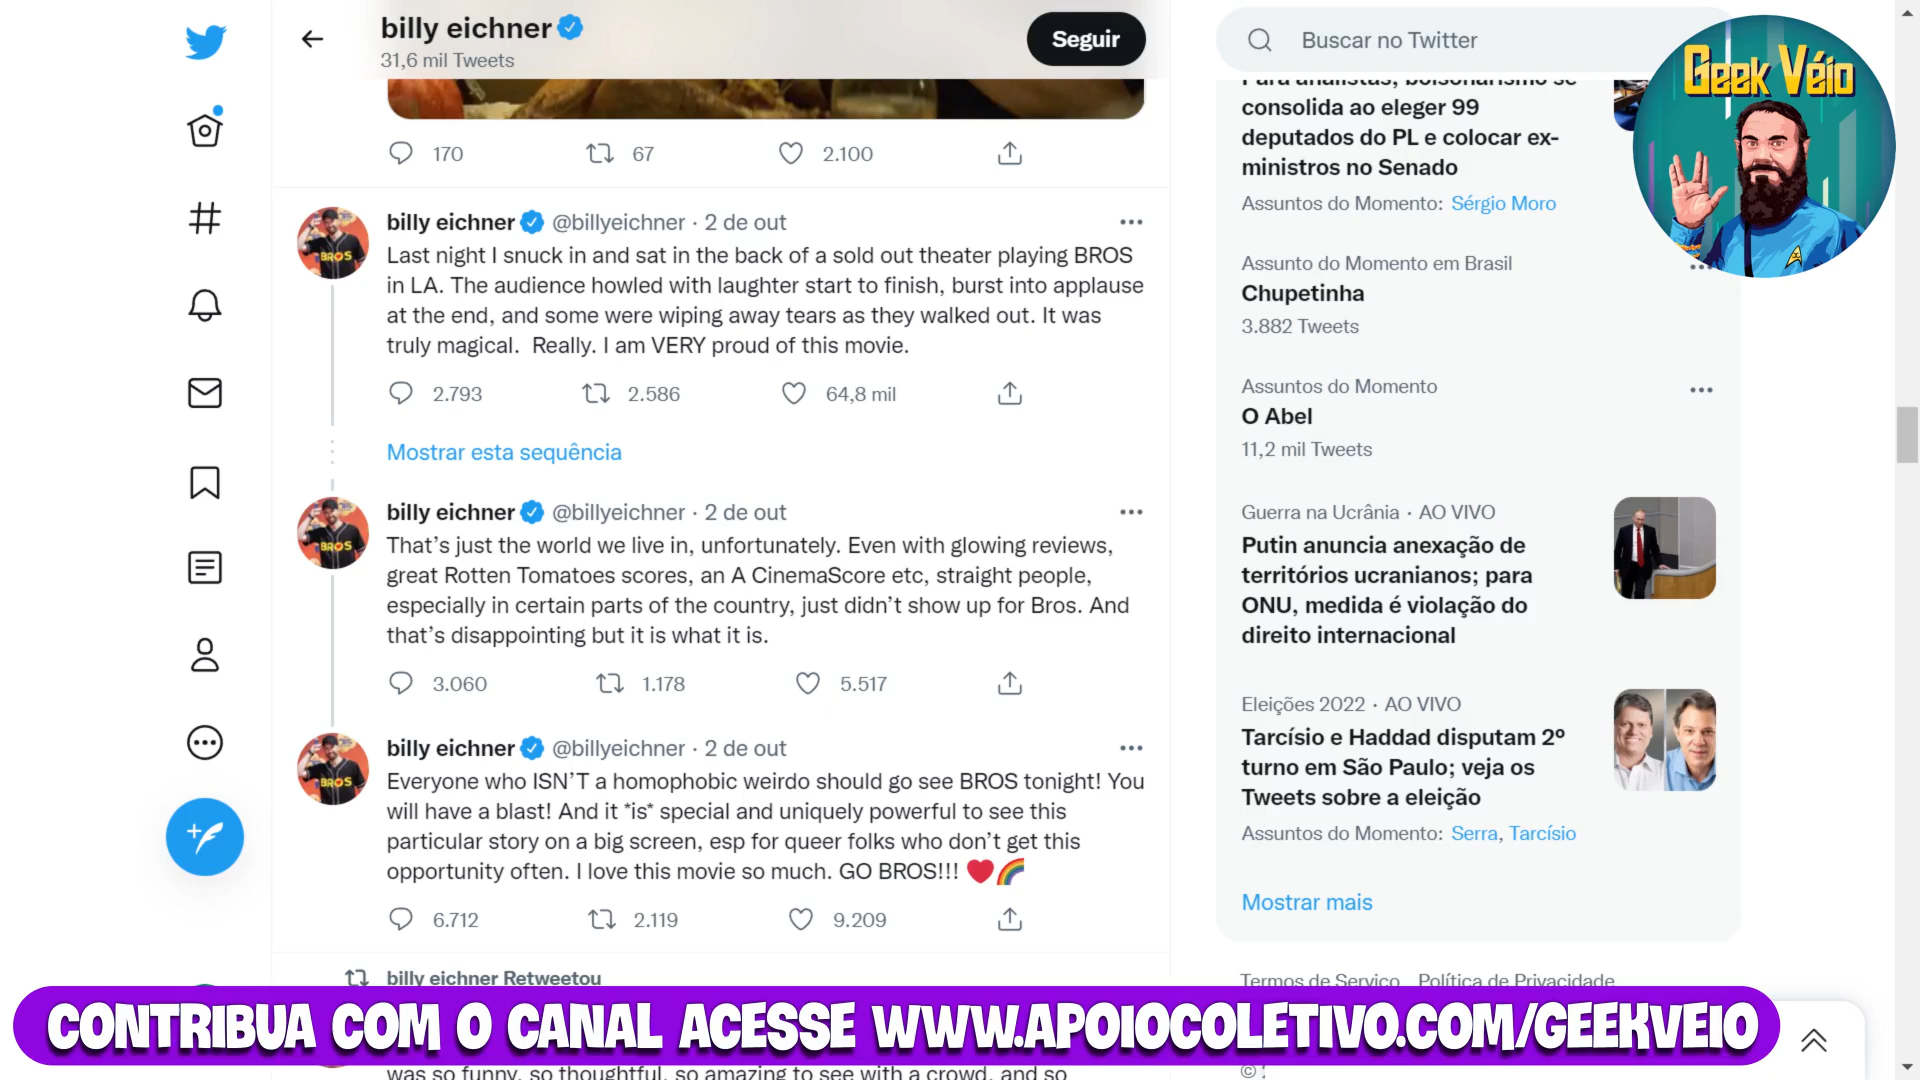 billy eichner
31,6 mil Tweets
Seguir
170 67 2.100
billy eichner @billyeichner · 2 de out
Last night I snuck in and sat in the back of a sold out theater playing BROS
in LA. The audience howled with laughter start to finish, burst into applause
at the end, and some were wiping away tears as they walked out. It was
truly magical.  Really. I am VERY proud of this movie.
2.793 2.586 64,8 mil
Mostrar esta sequência
billy eichner @billyeichner · 2 de out
That's just the world we live in, unfortunately. Even with glowing reviews,
great Rotten Tomatoes scores, an A CinemaScore etc, straight people,
especially in certain parts of the country, just didn't show up for Bros. And
that's disappointing but it is what it is.
3.060 1.178 5.517
billy eichner @billyeichner · 2 de out
Everyone who ISN'T a homophobic weirdo should go see BROS tonight! You
will have a blast! And it *is* special and uniquely powerful to see this
particular story on a big screen, esp for queer folks who don't get this
opportunity often. I love this movie so much. GO BROS!!! ❤️🌈
6.712 2.119 9.209
billy eichner Retweetou
was so funny, so thoughtful, so amazing to see with a crowd, and so
BROS
BROS
BROS
Buscar no Twitter
Para analistas, bolsonarismo se
consolida ao eleger 99
deputados do PL e colocar ex-
ministros no Senado
Assuntos do Momento: Sérgio Moro
Assunto do Momento em Brasil
Chupetinha
3.882 Tweets
Assuntos do Momento
O Abel
11,2 mil Tweets
Guerra na Ucrânia · AO VIVO
Putin anuncia anexação de
territórios ucranianos; para
ONU, medida é violação do
direito internacional
Eleições 2022 · AO VIVO
Tarcísio e Haddad disputam 2º
turno em São Paulo; veja os
Tweets sobre a eleição
Assuntos do Momento: Serra, Tarcísio
Mostrar mais
Termos de Serviço Política de Privacidade
©
Geek Véio
CONTRIBUA COM O CANAL ACESSE WWW.APOIOCOLETIVO.COM/GEEKVEIO